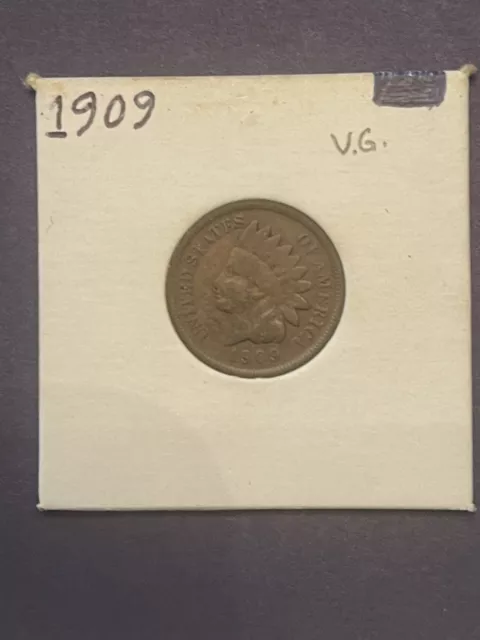 1909
V.G.
UNITED STATES OF AMERICA
1909